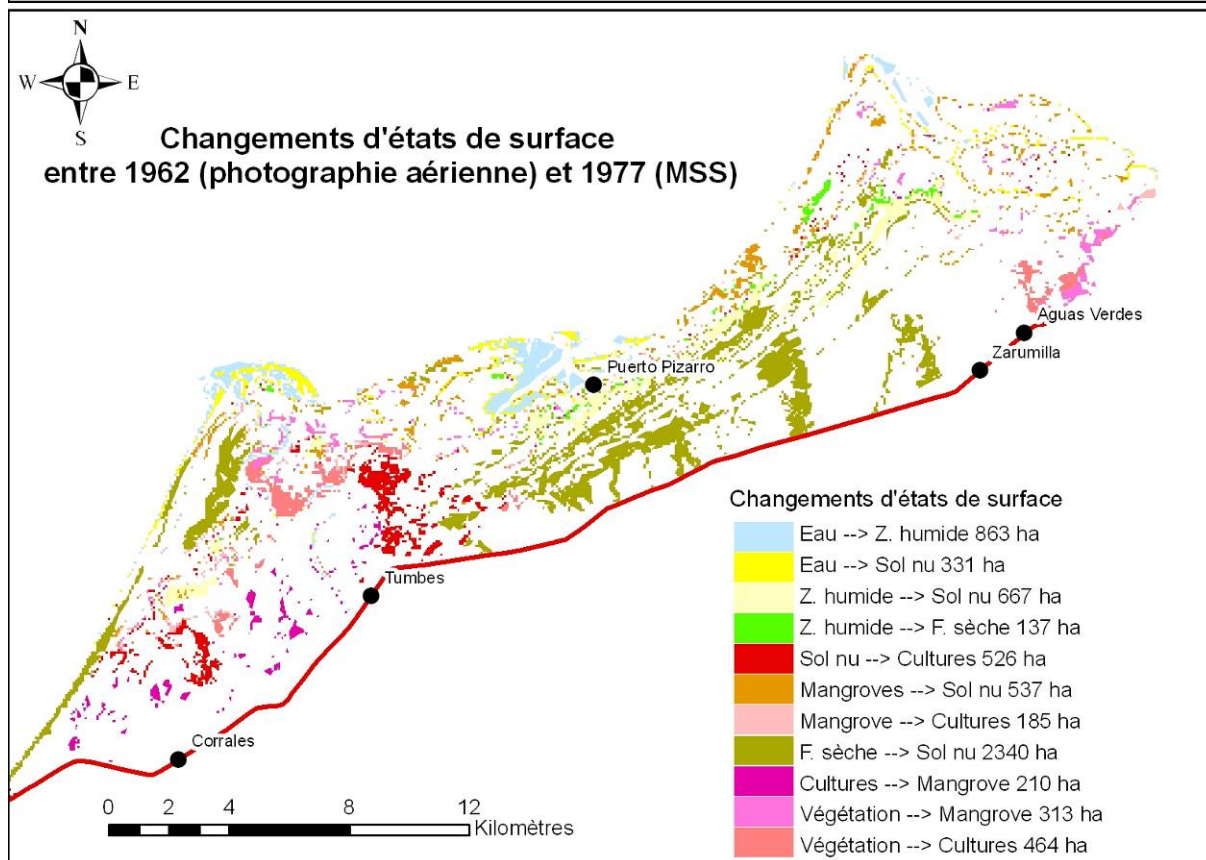 N
W E
S
Changements d'états de surface
entre 1962 (photographie aérienne) et 1977 (MSS)
Aguas Verdes
Zarumilla
Puerto Pizarro
Tumbes
Corrales
0 2 4 8 12
Kilomètres
Changements d'états de surface
Eau --> Z. humide 863 ha
Eau --> Sol nu 331 ha
Z. humide --> Sol nu 667 ha
Z. humide --> F. sèche 137 ha
Sol nu --> Cultures 526 ha
Mangroves --> Sol nu 537 ha
Mangrove --> Cultures 185 ha
F. sèche --> Sol nu 2340 ha
Cultures --> Mangrove 210 ha
Végétation --> Mangrove 313 ha
Végétation --> Cultures 464 ha